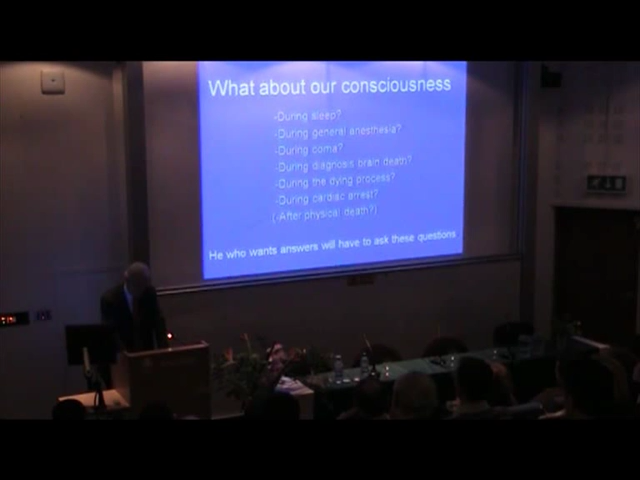 What about our consciousness
-During sleep?
-During general anesthesia?
-During coma?
-During diagnosis brain death?
-During the dying process?
-During cardiac arrest?
(-After physical death?)
He who wants answers will have to ask these questions